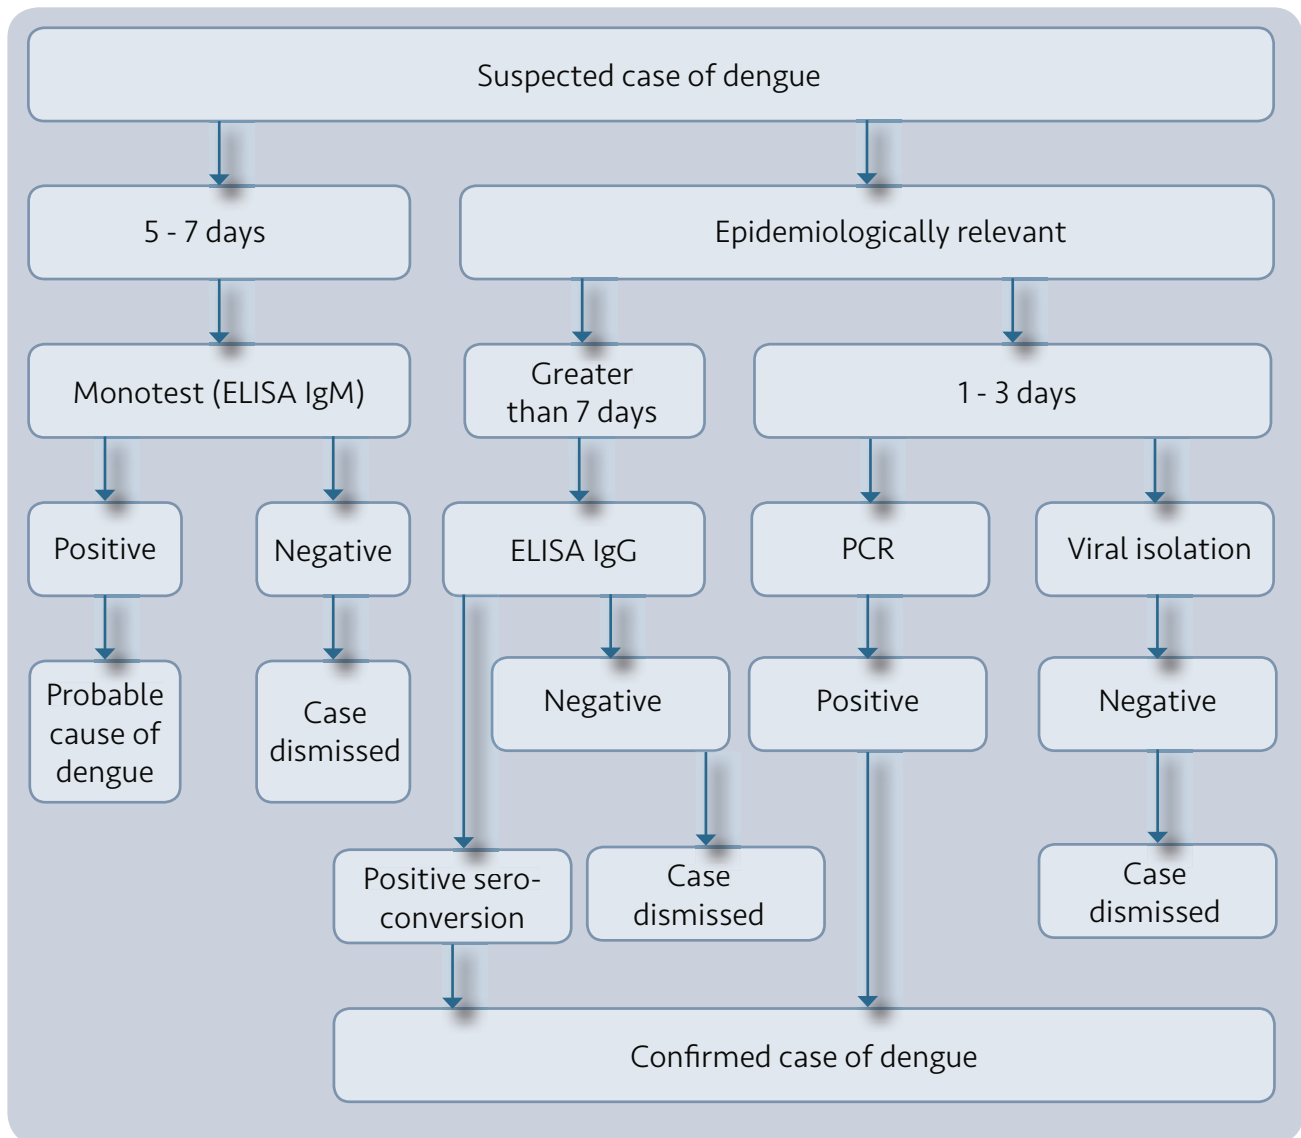 Suspected case of dengue
5 - 7 days
Epidemiologically relevant
Monotest (ELISA IgM)
Greater
than 7 days
1 - 3 days
Positive
Negative
ELISA IgG
PCR
Viral isolation
Probable
cause of
dengue
Case
dismissed
Negative
Positive
Negative
Positive sero-
conversion
Case
dismissed
Case
dismissed
Confirmed case of dengue